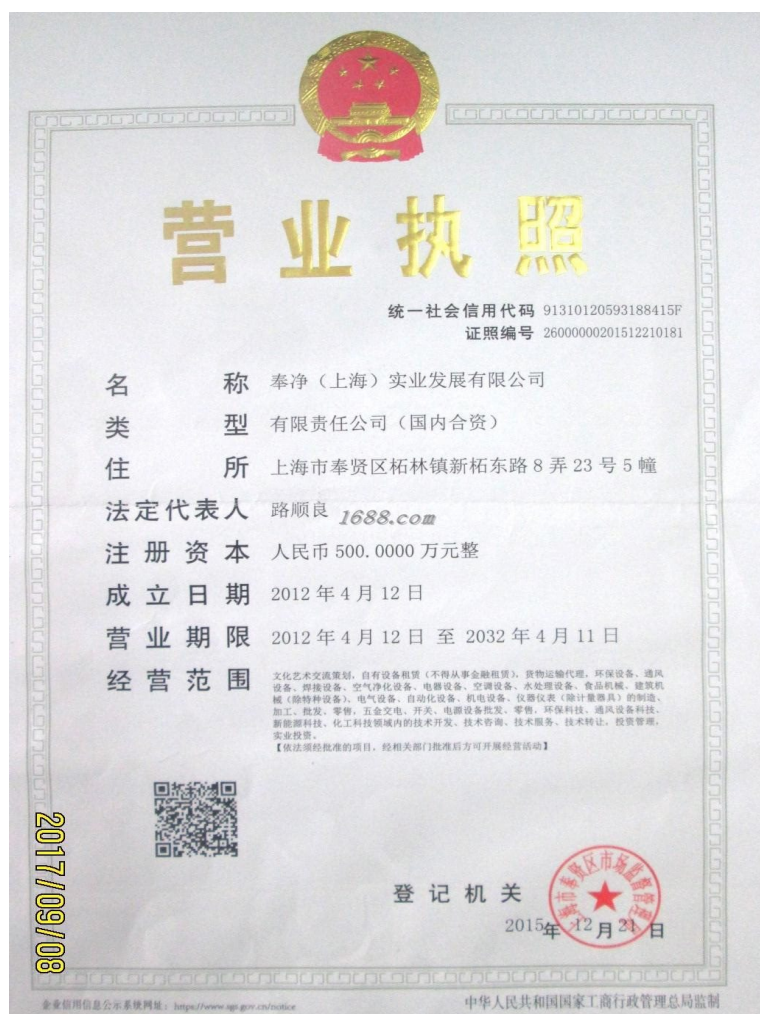 营业执照
统一社会信用代码 91310120593188415F
证照编号 26000000201512210181
名称 奉净（上海）实业发展有限公司
类型 有限责任公司（国内合资）
住所 上海市奉贤区柘林镇新柘东路8弄23号5幢
法定代表人 路顺良
1688.com
注册资本 人民币500.0000万元整
成立日期 2012年4月12日
营业期限 2012年4月12日 至 2032年4月11日
经营范围 文化艺术交流策划，自有设备租赁（不得从事金融租赁），货物运输代理，环保设备、通风
设备、焊接设备、空气净化设备、电器设备、空调设备、水处理设备、食品机械、建筑机
械（除特种设备）、电气设备、自动化设备、机电设备、仪器仪表（除计量器具）的制造、
加工、批发、零售，五金交电、开关、电源设备批发、零售，环保科技、通风设备科技、
新能源科技、化工科技领域内的技术开发、技术咨询、技术服务、技术转让，投资管理，
实业投资。
【依法须经批准的项目，经相关部门批准后方可开展经营活动】
2017/09/08
登记机关
上海市奉贤区市场监督管理局
2015年12月21日
企业信用信息公示系统网址：https://www.sgs.gov.cn/notice
中华人民共和国国家工商行政管理总局监制